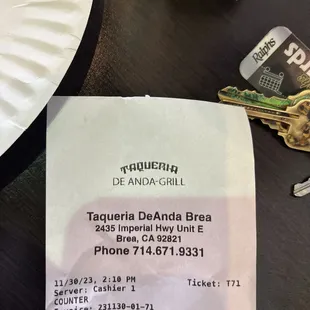 Ralphs
TAQUERIA
DE ANDA-GRILL
Taqueria DeAnda Brea
2435 Imperial Hwy Unit E
Brea, CA 92821
Phone 714.671.9331
11/30/23, 2:10 PM Ticket: T71
Server: Cashier 1
COUNTER
231130-01-71